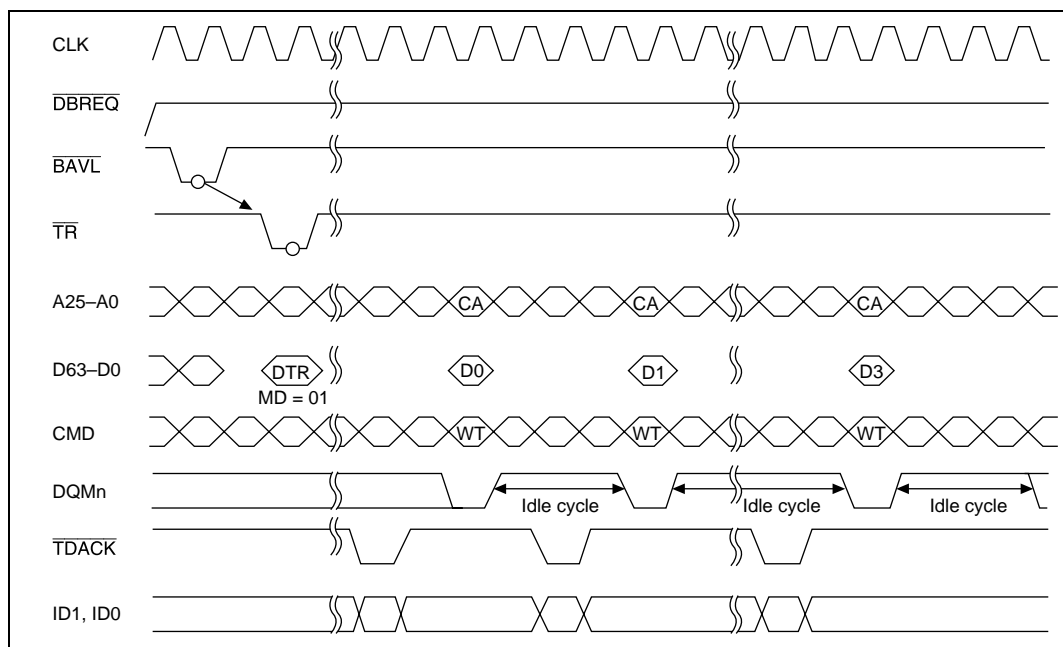 CLK
DBREQ
BAVL
TR
A25–A0 CA CA CA
D63–D0 DTR D0 D1 D3
MD = 01
CMD WT WT WT
DQMn
Idle cycle Idle cycle Idle cycle
TDACK
ID1, ID0